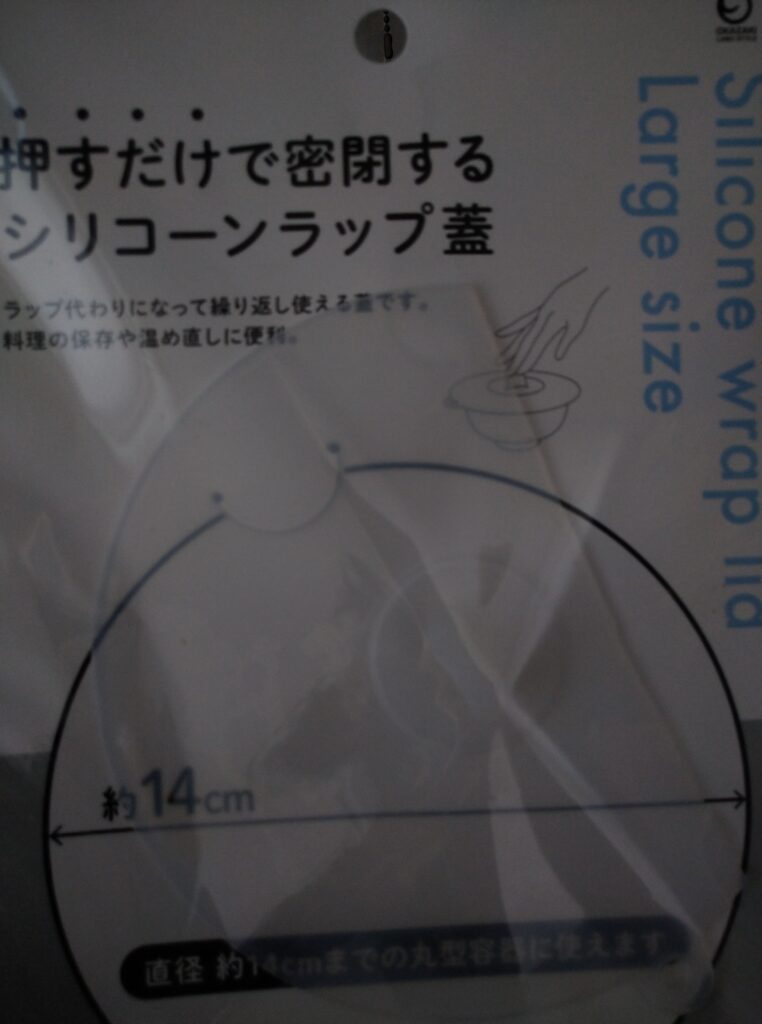 押すだけで密閉する
シリコーンラップ蓋
ラップ代わりになって繰り返し使える蓋です。
料理の保存や温め直しに便利。
Silicone wrap lid
Large size
約14cm
直径 約14cmまでの丸型容器に使えます